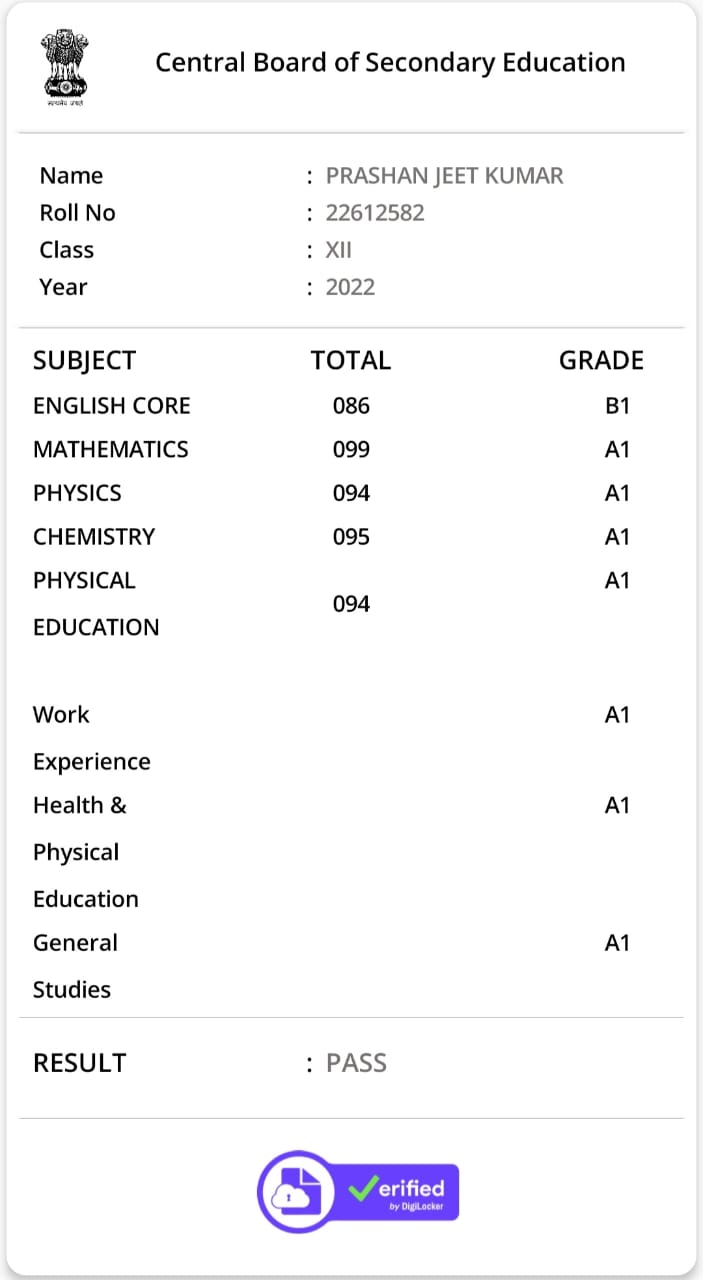 सत्यमेव जयते
Central Board of Secondary Education
Name : PRASHAN JEET KUMAR
Roll No : 22612582
Class : XII
Year : 2022
SUBJECT TOTAL GRADE
ENGLISH CORE 086 B1
MATHEMATICS 099 A1
PHYSICS 094 A1
CHEMISTRY 095 A1
PHYSICAL A1
094
EDUCATION
Work A1
Experience
Health & A1
Physical
Education
General A1
Studies
RESULT : PASS
erified
by DigiLocker